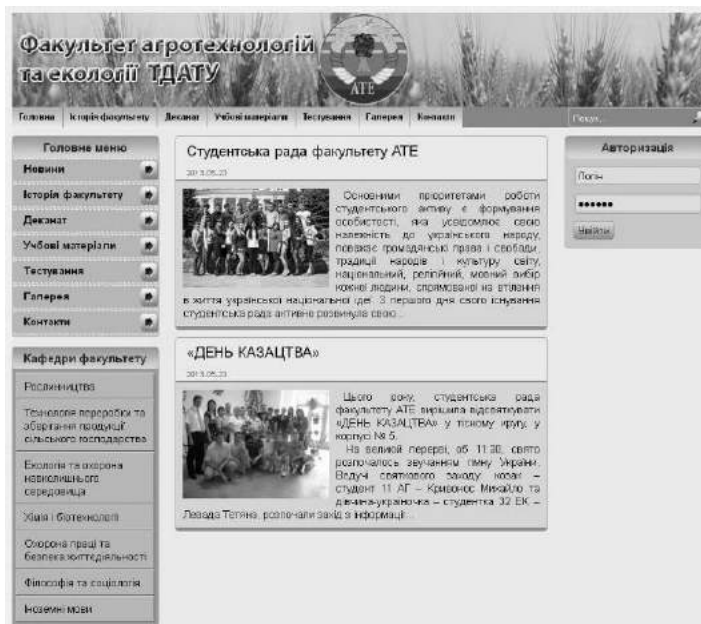 Факультет агротехнологій
та екології ТДАТУ
АТЕ
Головна Історія факультету Деканат Учбові матеріали Тестування Галерея Контакти Пошук...
Головне меню
Новини
Історія факультету
Деканат
Учбові матеріали
Тестування
Галерея
Контакти
Кафедри факультету
Рослинництва
Технологія переробки та
зберігання продукції
сільського господарства
Екологія та охорона
навколишнього
середовища
Хімія і біотехнології
Охорона праці та
безпека життєдіяльності
Філософія та соціологія
Іноземні мови
Студентська рада факультету АТЕ
2013.05.23
Основними пріоритетами роботи
студентського активу є формування
особистості, яка усвідомлює свою
належність до українського народу,
поважає громадянські права і свободи,
традиції народів і культуру світу,
національний, релігійний, мовний вибір
кожної людини, спрямованої на втілення
в життя української національної ідеї. З першого дня свого існування
студентська рада активно розвинула свою...
«ДЕНЬ КАЗАЦТВА»
2013.05.23
Цього року, студентська рада
факультету АТЕ вирішила відсвяткувати
«ДЕНЬ КАЗАЦТВА» у тісному кругу, у
корпусі № 5.
На великой перерві, об 11:30, свято
розпочалось звучанням гімну України.
Ведучі святкового заходу: козак –
студент 11 АГ – Кривонос Михайло та
дівчина-україночка – студентка 32 ЕК –
Левада Тетяна, розпочали захід з інформації...
Авторизація
Логін
••••••
Увійти